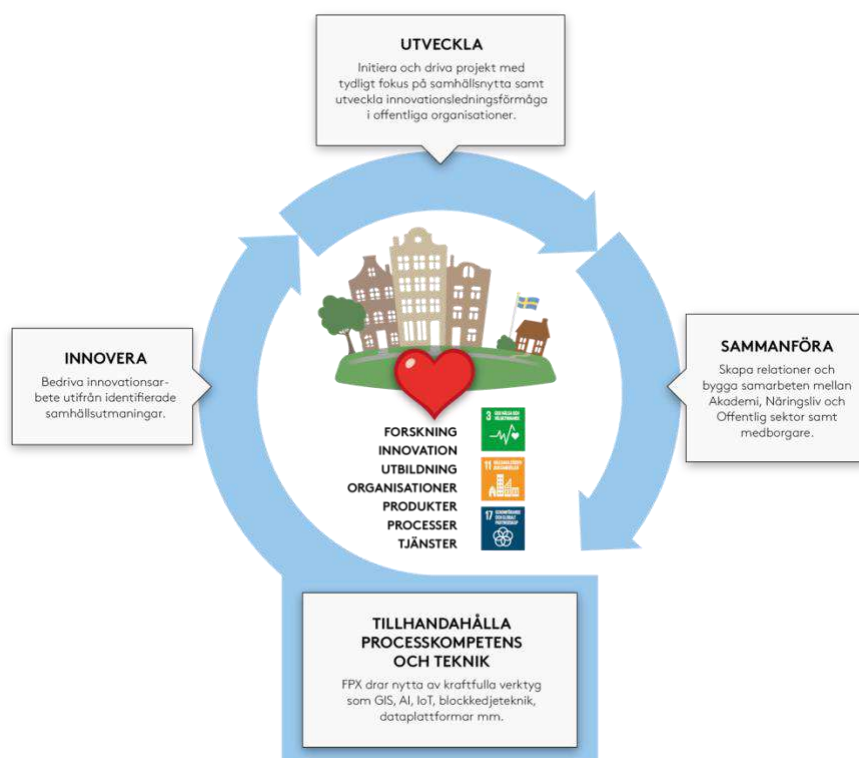 UTVECKLA
Initiera och driva projekt med
tydligt fokus på samhällsnytta samt
utveckla innovationsledningsförmåga
i offentliga organisationer.
INNOVERA
Bedriva innovationsar-
bete utifrån identifierade
samhällsutmaningar.
SAMMANFÖRA
Skapa relationer och
bygga samarbeten mellan
Akademi, Näringsliv och
Offentlig sektor samt
medborgare.
FORSKNING
INNOVATION
UTBILDNING
ORGANISATIONER
PRODUKTER
PROCESSER
TJÄNSTER
3
11
17
TILLHANDAHÅLLA
PROCESSKOMPETENS
OCH TEKNIK
FPX drar nytta av kraftfulla verktyg
som GIS, AI, IoT, blockkedjeteknik,
dataplattformar mm.